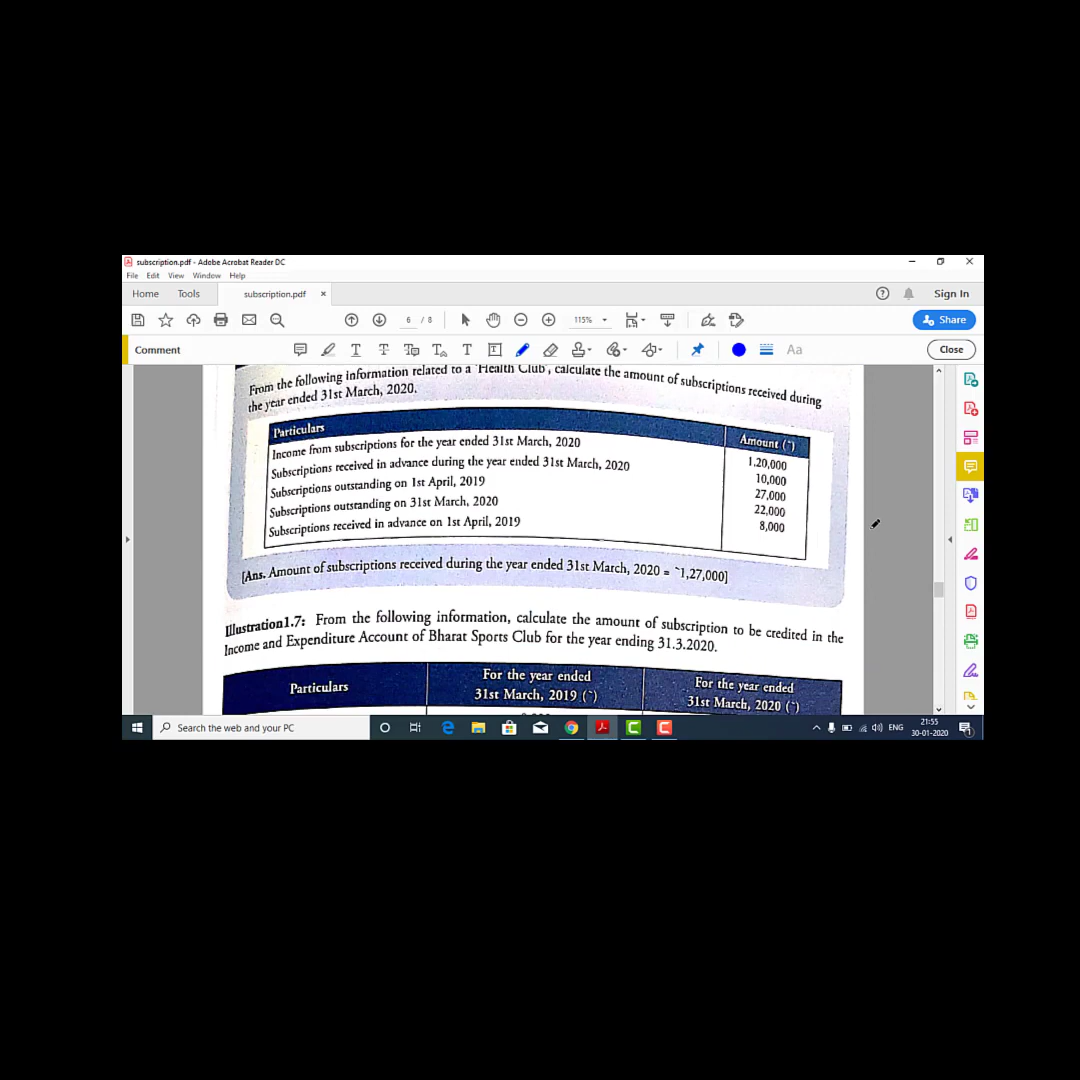 subscription.pdf - Adobe Acrobat Reader DC
File Edit View Window Help
Home Tools subscription.pdf × Sign In
6 / 8 115% Share
Comment Aa Close
From the following information related to a 'Health Club', calculate the amount of subscriptions received during
the year ended 31st March, 2020.
Particulars Amount (`)
Income from subscriptions for the year ended 31st March, 2020 1,20,000
Subscriptions received in advance during the year ended 31st March, 2020 10,000
Subscriptions outstanding on 1st April, 2019 27,000
Subscriptions outstanding on 31st March, 2020 22,000
Subscriptions received in advance on 1st April, 2019 8,000
[Ans. Amount of subscriptions received during the year ended 31st March, 2020 = `1,27,000]
Illustration1.7: From the following information, calculate the amount of subscription to be credited in the
Income and Expenditure Account of Bharat Sports Club for the year ending 31.3.2020.
Particulars
For the year ended
31st March, 2019 (`)
For the year ended
31st March, 2020 (`)
Search the web and your PC
ENG
21:55
30-01-2020